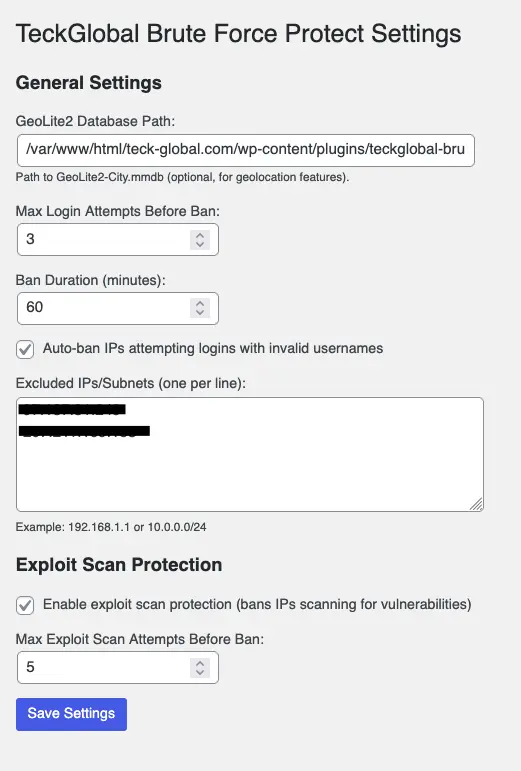 TeckGlobal Brute Force Protect Settings
General Settings
GeoLite2 Database Path:
/var/www/html/teck-global.com/wp-content/plugins/teckglobal-bru
Path to GeoLite2-City.mmdb (optional, for geolocation features).
Max Login Attempts Before Ban:
3
Ban Duration (minutes):
60
Auto-ban IPs attempting logins with invalid usernames
Excluded IPs/Subnets (one per line):
Example: 192.168.1.1 or 10.0.0.0/24
Exploit Scan Protection
Enable exploit scan protection (bans IPs scanning for vulnerabilities)
Max Exploit Scan Attempts Before Ban:
5
Save Settings